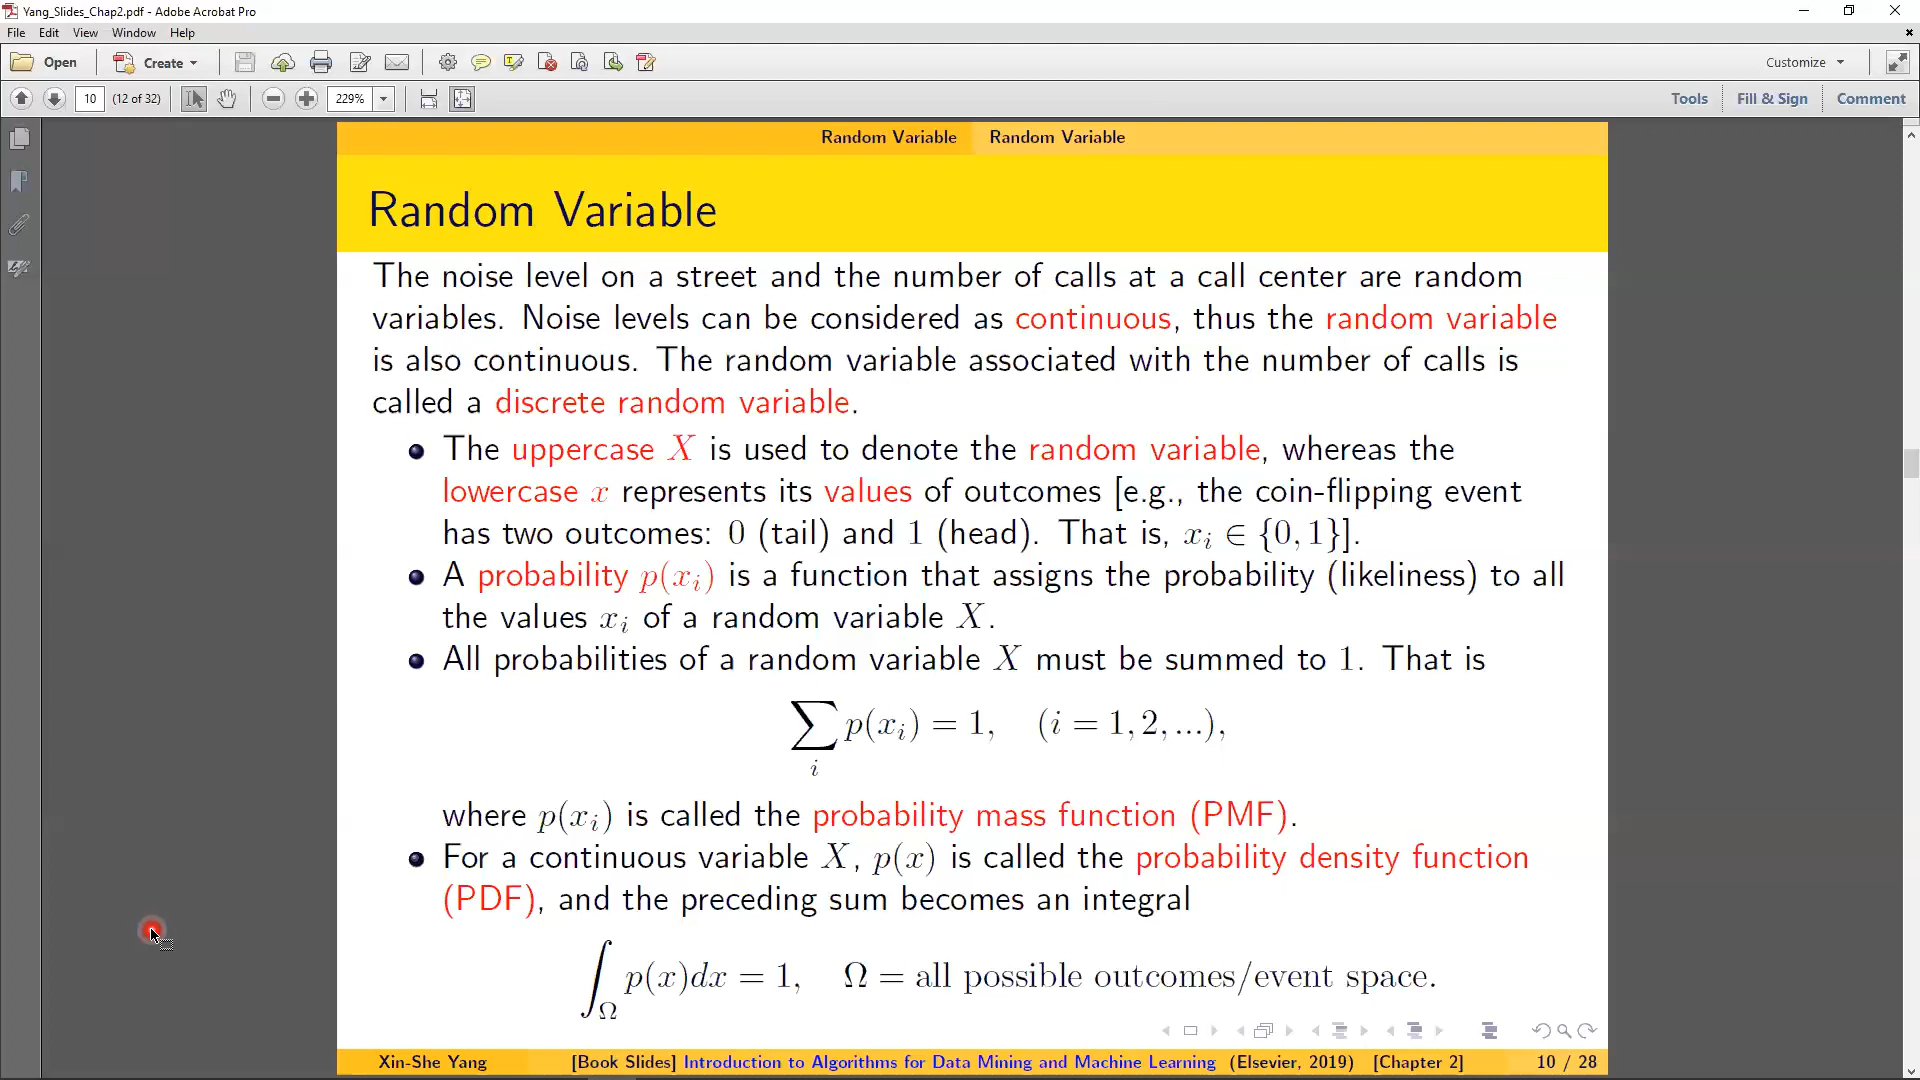 Yang_Slides_Chap2.pdf - Adobe Acrobat Pro
File Edit View Window Help
Open Create Customize
10 (12 of 32) 229% Tools Fill & Sign Comment
Random Variable Random Variable
Random Variable
The noise level on a street and the number of calls at a call center are random
variables. Noise levels can be considered as continuous, thus the random variable
is also continuous. The random variable associated with the number of calls is
called a discrete random variable.
The uppercase X is used to denote the random variable, whereas the
lowercase x represents its values of outcomes [e.g., the coin-flipping event
has two outcomes: 0 (tail) and 1 (head). That is, x_i ∈ {0, 1}].
A probability p(x_i) is a function that assigns the probability (likeliness) to all
the values x_i of a random variable X.
All probabilities of a random variable X must be summed to 1. That is
∑_i p(x_i) = 1, (i = 1, 2, ...),
where p(x_i) is called the probability mass function (PMF).
For a continuous variable X, p(x) is called the probability density function
(PDF), and the preceding sum becomes an integral
∫_Ω p(x)dx = 1, Ω = all possible outcomes/event space.
Xin-She Yang [Book Slides] Introduction to Algorithms for Data Mining and Machine Learning (Elsevier, 2019) [Chapter 2] 10 / 28